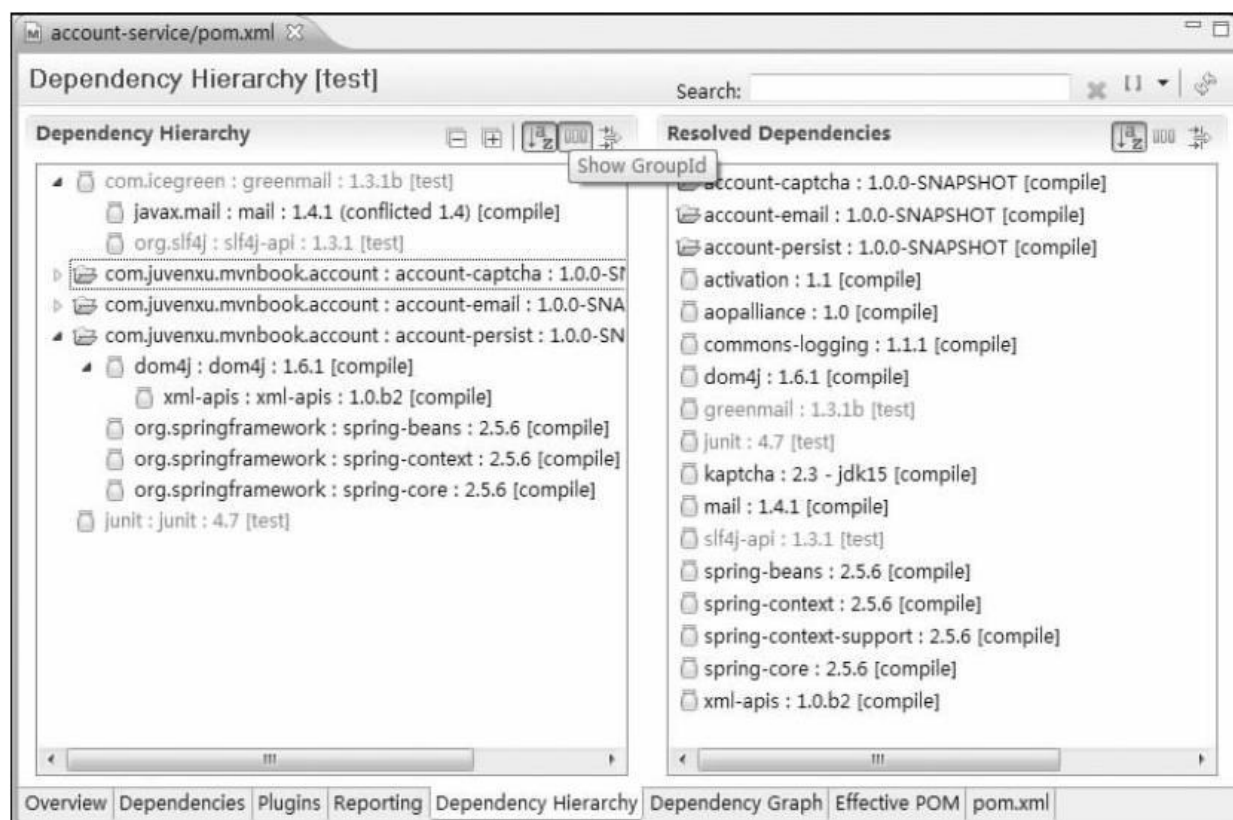 account-service/pom.xml
Dependency Hierarchy [test]
Search:
Dependency Hierarchy
Show GroupId
com.icegreen : greenmail : 1.3.1b [test]
javax.mail : mail : 1.4.1 (conflicted 1.4) [compile]
org.slf4j : slf4j-api : 1.3.1 [test]
com.juvenxu.mvnbook.account : account-captcha : 1.0.0-SN
com.juvenxu.mvnbook.account : account-email : 1.0.0-SNA
com.juvenxu.mvnbook.account : account-persist : 1.0.0-SN
dom4j : dom4j : 1.6.1 [compile]
xml-apis : xml-apis : 1.0.b2 [compile]
org.springframework : spring-beans : 2.5.6 [compile]
org.springframework : spring-context : 2.5.6 [compile]
org.springframework : spring-core : 2.5.6 [compile]
junit : junit : 4.7 [test]
Resolved Dependencies
account-captcha : 1.0.0-SNAPSHOT [compile]
account-email : 1.0.0-SNAPSHOT [compile]
account-persist : 1.0.0-SNAPSHOT [compile]
activation : 1.1 [compile]
aopalliance : 1.0 [compile]
commons-logging : 1.1.1 [compile]
dom4j : 1.6.1 [compile]
greenmail : 1.3.1b [test]
junit : 4.7 [test]
kaptcha : 2.3 - jdk15 [compile]
mail : 1.4.1 [compile]
slf4j-api : 1.3.1 [test]
spring-beans : 2.5.6 [compile]
spring-context : 2.5.6 [compile]
spring-context-support : 2.5.6 [compile]
spring-core : 2.5.6 [compile]
xml-apis : 1.0.b2 [compile]
Overview Dependencies Plugins Reporting Dependency Hierarchy Dependency Graph Effective POM pom.xml